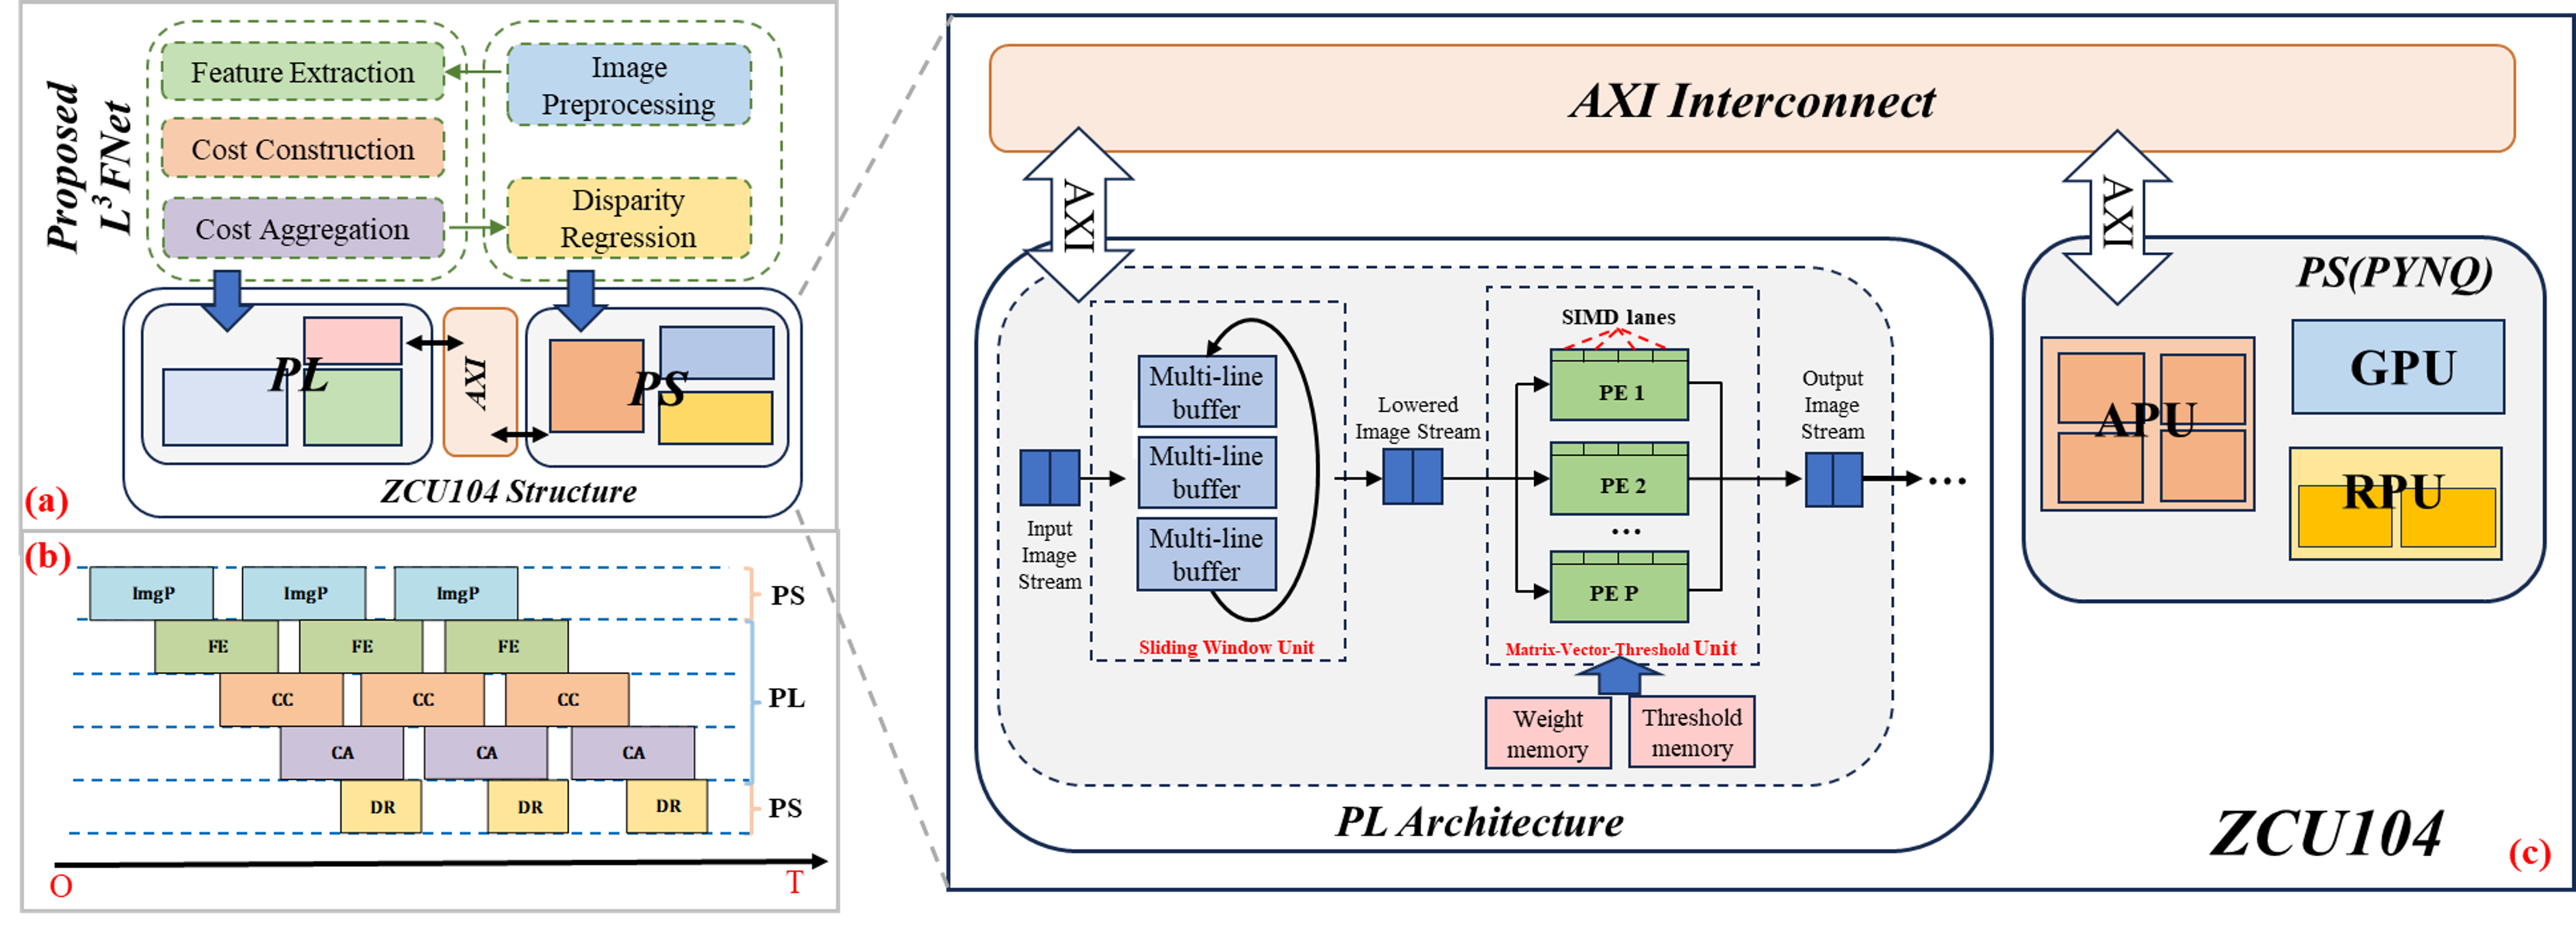 Proposed
L³FNet
Feature Extraction
Cost Construction
Cost Aggregation
Image
Preprocessing
Disparity
Regression
PL
AXI
PS
ZCU104 Structure
(a)
(b)
ImgP
ImgP
ImgP
PS
FE
FE
FE
CC
CC
CC
PL
CA
CA
CA
DR
DR
DR
PS
O
T
AXI Interconnect
AXI
AXI
Input
Image
Stream
Multi-line
buffer
Multi-line
buffer
Multi-line
buffer
Sliding Window Unit
Lowered
Image Stream
SIMD lanes
PE 1
PE 2
...
PE P
Matrix-Vector-Threshold Unit
Weight
memory
Threshold
memory
Output
Image
Stream
...
PL Architecture
PS(PYNQ)
APU
GPU
RPU
ZCU104
(c)